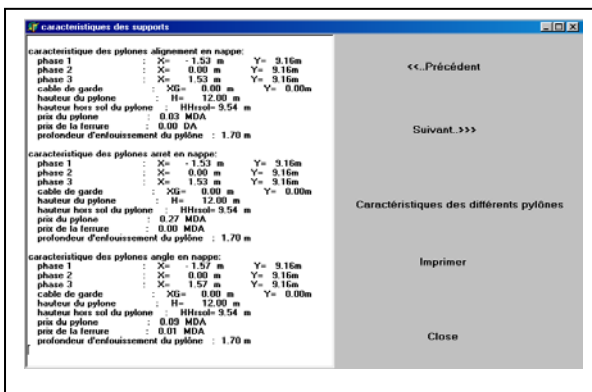 caracteristiques des supports
caracteristique des pylones alignement en nappe:
phase 1 : X= - 1.53 m Y= 9.16m
phase 2 : X= 0.00 m Y= 9.16m
phase 3 : X= 1.53 m Y= 9.16m
cable de garde : XG= 0.00 m Y= 0.00m
hauteur du pylone : H= 12.00 m
hauteur hors sol du pylone : HHrsol= 9.54 m
prix du pylone : 0.03 MDA
prix de la ferrure : 0.00 DA
profondeur d'enfouissement du pylône : 1.70 m
caracteristique des pylones arret en nappe:
phase 1 : X= - 1.53 m Y= 9.16m
phase 2 : X= 0.00 m Y= 9.16m
phase 3 : X= 1.53 m Y= 9.16m
cable de garde : XG= 0.00 m Y= 0.00m
hauteur du pylone : H= 12.00 m
hauteur hors sol du pylone : HHrsol= 9.54 m
prix du pylone : 0.27 MDA
prix de la ferrure : 0.00 MDA
profondeur d'enfouissement du pylône : 1.70 m
caracteristique des pylones angle en nappe:
phase 1 : X= - 1.57 m Y= 9.16m
phase 2 : X= 0.00 m Y= 9.16m
phase 3 : X= 1.57 m Y= 9.16m
cable de garde : XG= 0.00 m Y= 0.00m
hauteur du pylone : H= 12.00 m
hauteur hors sol du pylone : HHrsol= 9.54 m
prix du pylone : 0.09 MDA
prix de la ferrure : 0.01 MDA
profondeur d'enfouissement du pylône : 1.70 m
<<..Précédent
Suivant..>>>
Caractéristiques des différents pylônes
Imprimer
Close